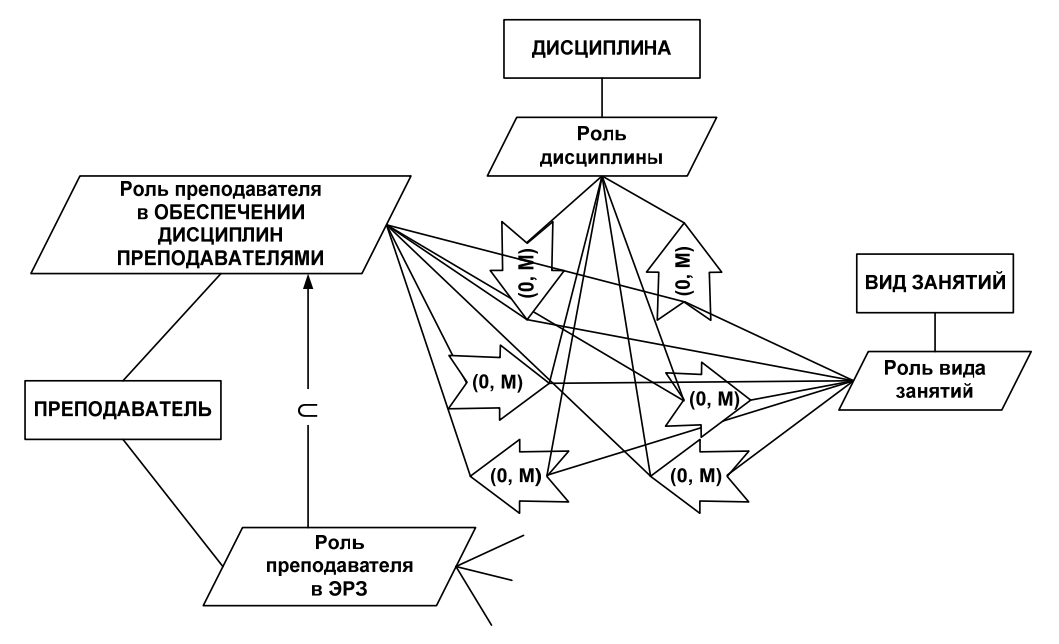 ДИСЦИПЛИНА
Роль
дисциплины
Роль преподавателя
в ОБЕСПЕЧЕНИИ
ДИСЦИПЛИН
ПРЕПОДАВАТЕЛЯМИ
(0, М)
(0, М)
ВИД ЗАНЯТИЙ
Роль вида
занятий
(0, М)
(0, М)
ПРЕПОДАВАТЕЛЬ
⊂
(0, М)
(0, М)
Роль
преподавателя
в ЭРЗ